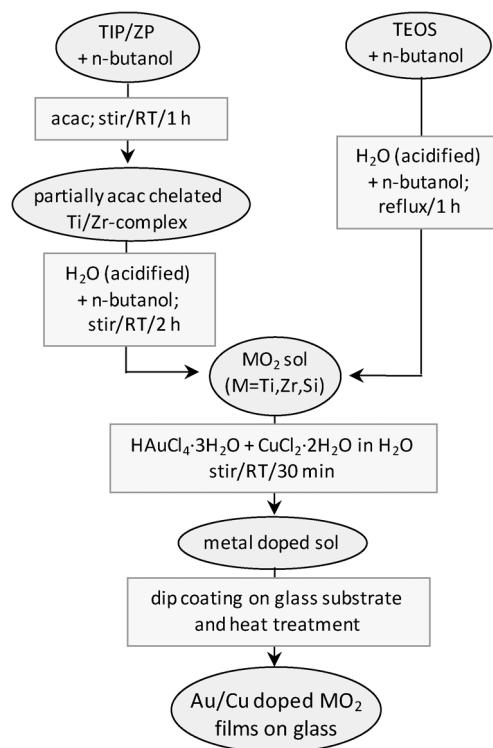 TIP/ZP
+ n-butanol
acac; stir/RT/1 h
partially acac chelated
Ti/Zr-complex
H₂O (acidified)
+ n-butanol;
stir/RT/2 h
TEOS
+ n-butanol
H₂O (acidified)
+ n-butanol;
reflux/1 h
MO₂ sol
(M=Ti,Zr,Si)
HAuCl₄·3H₂O + CuCl₂·2H₂O in H₂O
stir/RT/30 min
metal doped sol
dip coating on glass substrate
and heat treatment
Au/Cu doped MO₂
films on glass